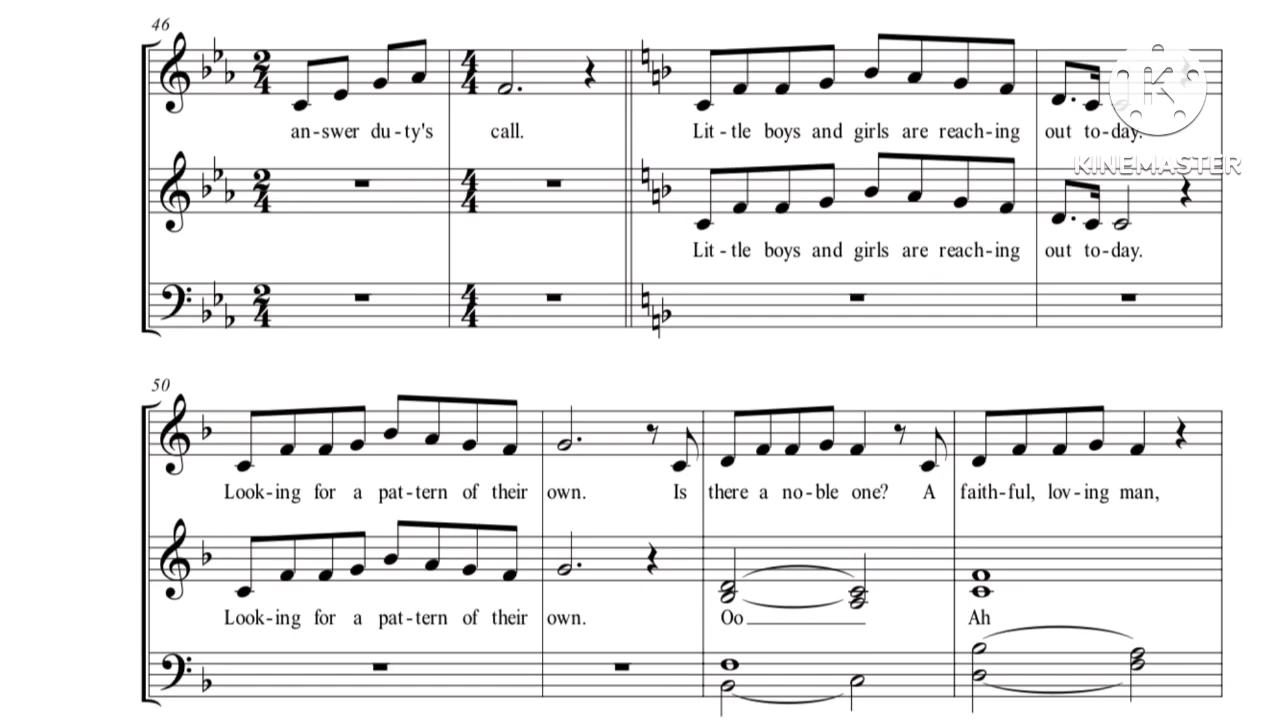 46
an-swer du-ty's call. Lit-tle boys and girls are reach-ing out to-day.
KINEMASTER
Lit-tle boys and girls are reach-ing out to-day.
50
Look-ing for a pat-tern of their own. Is there a no-ble one? A faith-ful, lov-ing man,
Look-ing for a pat-tern of their own. Oo Ah